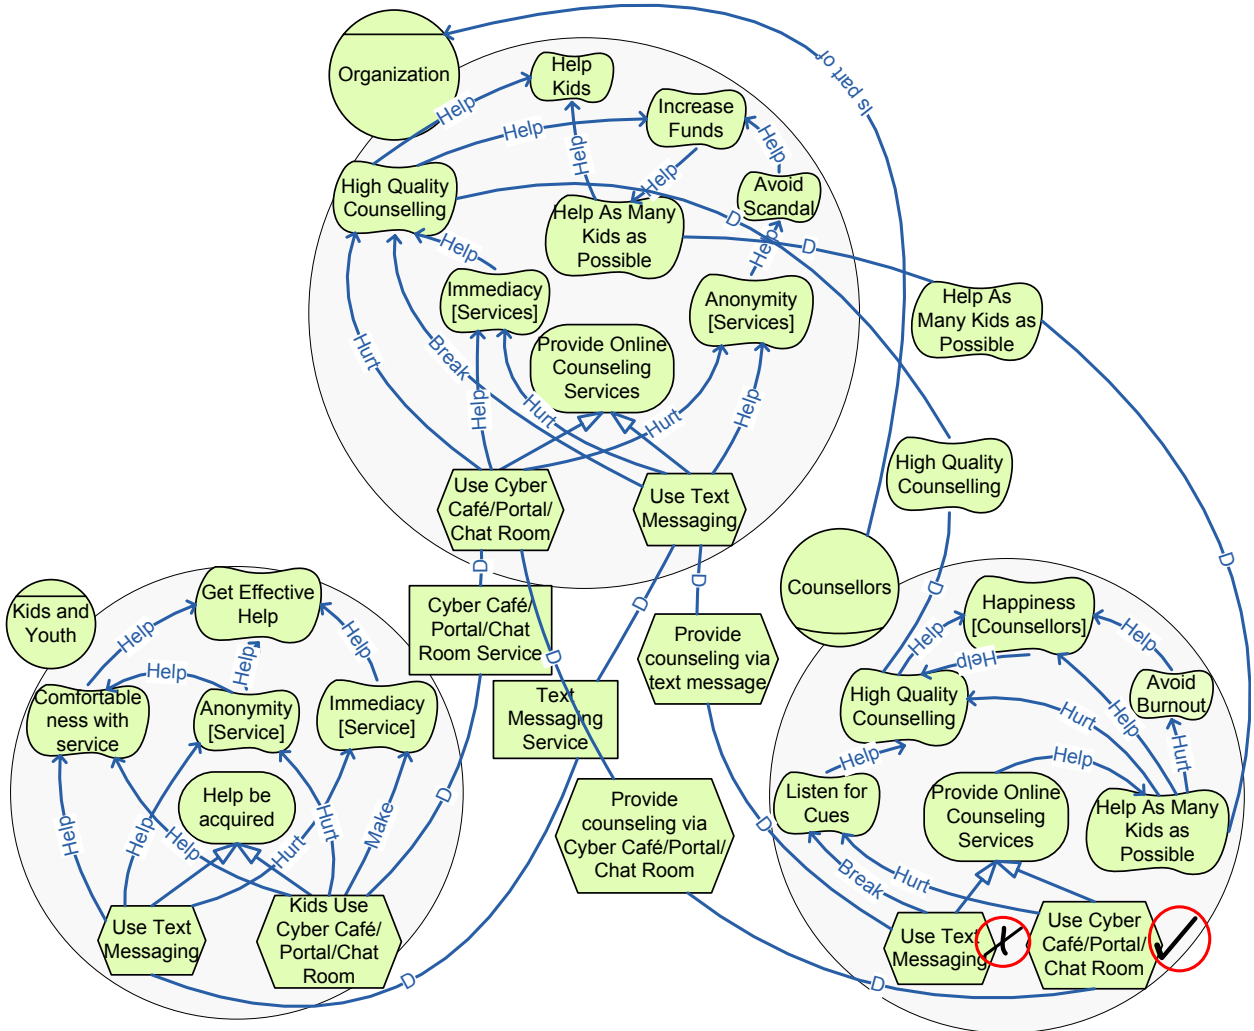 Organization
Is part of
Help
Kids
Increase
Funds
Help
Help
Help
Help
Help
High Quality
Counselling
Avoid
Scandal
Help As Many
Kids as
Possible
D
D
Help
Help
Immediacy
[Services]
Anonymity
[Services]
Help As
Many Kids as
Possible
Provide Online
Counseling
Services
Hurt
Break
Help
Hurt
Hurt
Help
High Quality
Counselling
Use Cyber
Café/Portal/
Chat Room
Use Text
Messaging
D
D
D
D
D
D
Kids and
Youth
Get Effective
Help
Cyber Café/
Portal/Chat
Room Service
Provide
counseling via
text message
Counsellors
Happiness
[Counsellors]
Help
Help
Help
Help
Help
Help
Help
Comfortable
ness with
service
Anonymity
[Service]
Immediacy
[Service]
Text
Messaging
Service
High Quality
Counselling
Avoid
Burnout
Hurt
Help
Hurt
Help
Help
Help be
acquired
Listen for
Cues
Provide Online
Counseling
Services
Help As Many
Kids as
Possible
D
D
Provide
counseling via
Cyber Café/Portal/
Chat Room
Help
Help
Help
Hurt
Hurt
Make
Break
Hurt
Use Text
Messaging
Kids Use
Cyber Café/
Portal/Chat
Room
Use Text
Messaging
Use Cyber
Café/Portal/
Chat Room
D
D